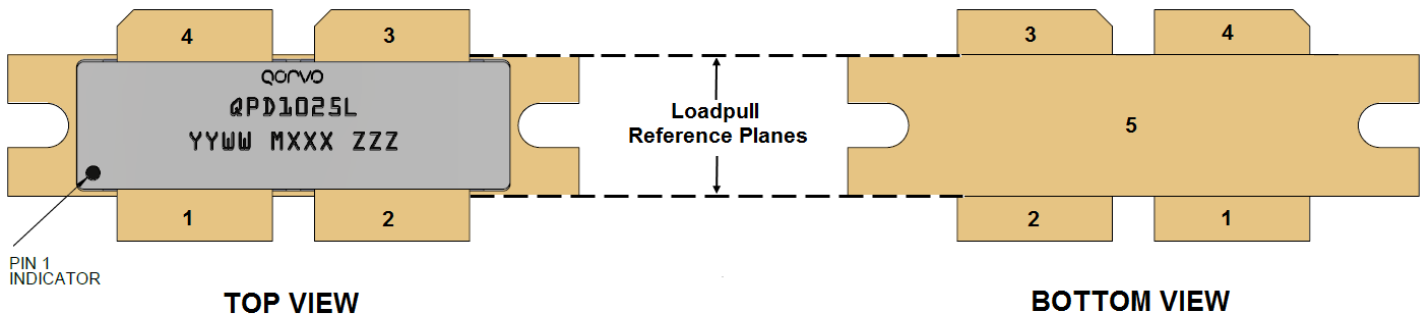 4
3
QORVO
QPD1025L
YYWW MXXX ZZZ
1
2
PIN 1
INDICATOR
TOP VIEW
Loadpull
Reference Planes
3
4
5
2
1
BOTTOM VIEW